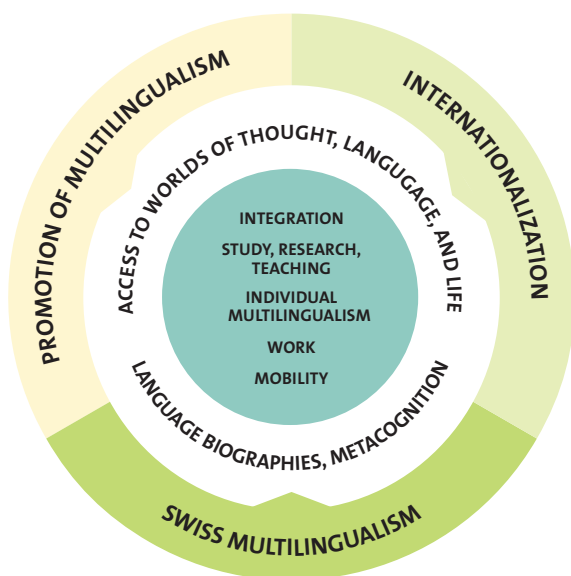 PROMOTION OF MULTILINGUALISM
INTERNATIONALIZATION
ACCESS TO WORLDS OF THOUGHT, LANGUGAGE, AND LIFE
INTEGRATION
STUDY, RESEARCH,
TEACHING
INDIVIDUAL
MULTILINGUALISM
WORK
MOBILITY
LANGUAGE BIOGRAPHIES, METACOGNITION
SWISS MULTILINGUALISM